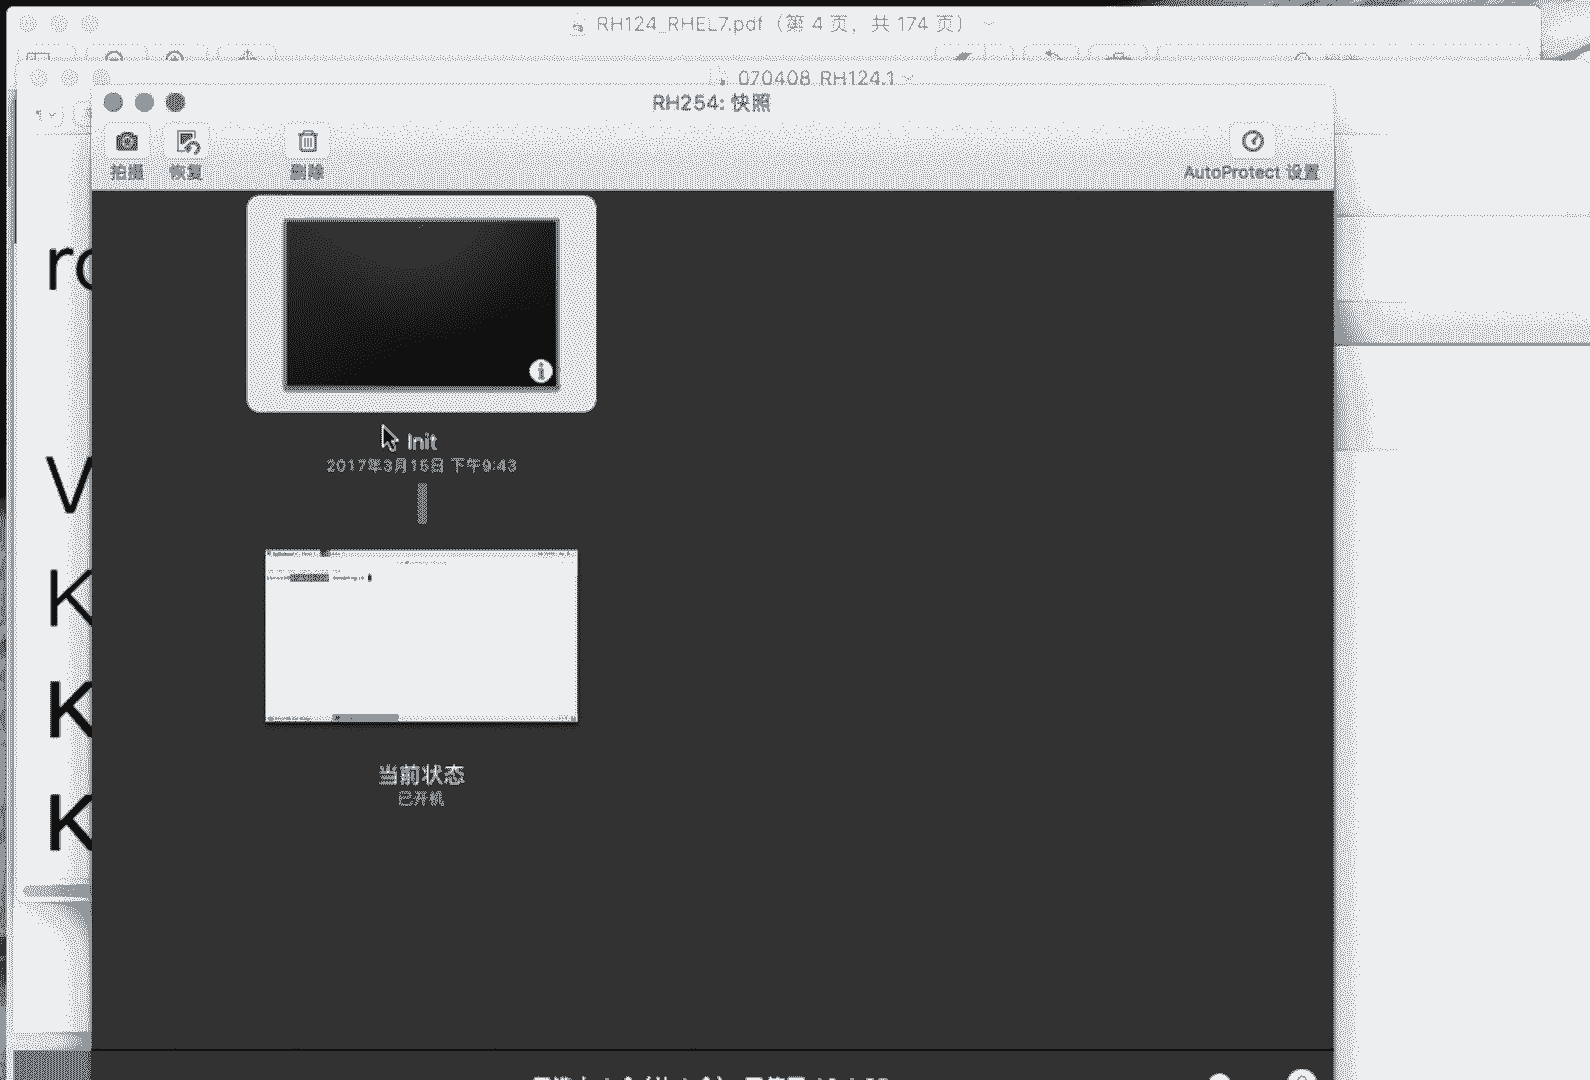 RH124_RHEL7.pdf（第 4 页，共 174 页）
070408_RH124.1
RH254: 快照
拍摄 恢复 删除 AutoProtect 设置
Init
2017年3月15日 下午9:43
当前状态
已开机
V
K
K
K